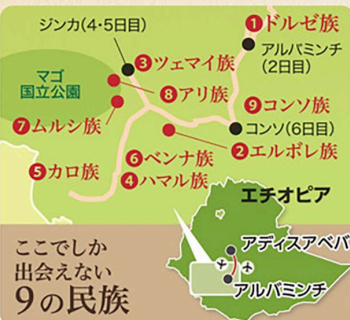 ❶ドルゼ族
ジンカ(4・5日目)
アルバミンチ
(2日目)
❸ツェマイ族
マゴ
国立公園
❽アリ族
❾コンソ族
❼ムルシ族
コンソ(6日目)
❻ベンナ族
❷エルボレ族
❺カロ族
❹ハマル族
エチオピア
アディスアベバ
アルバミンチ
ここでしか
出会えない
9の民族